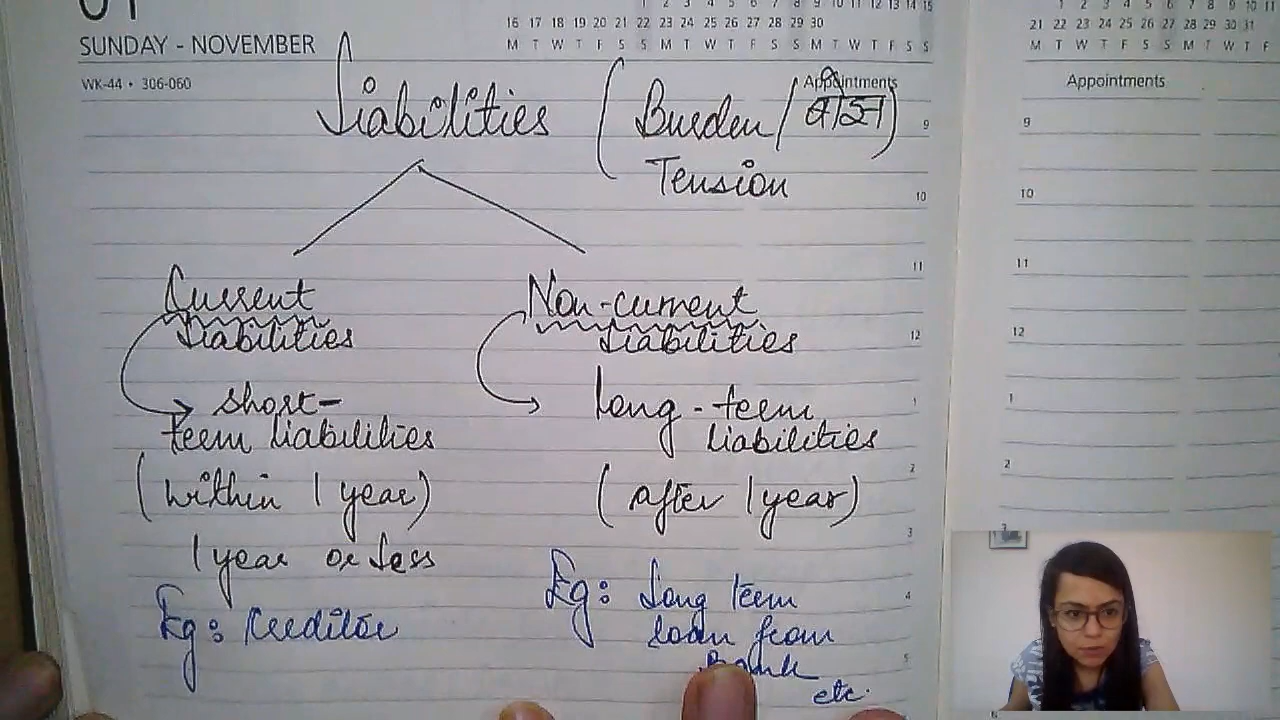 01
SUNDAY - NOVEMBER
WK-44 • 306-060
16 17 18 19 20 21 22 23 24 25 26 27 28 29 30
M T W T F S S M T W T F S S M T W T F S S
Appointments
Liabilities (Burden / बोझ)
Tension
Current
Liabilities
short-
term liabilities
(within 1 year)
1 year or less
Eg: Creditor
Non-current
Liabilities
long-term
liabilities
(after 1 year)
Eg: Long term
loan from
Bank
etc.
9
10
11
12
1
2
3
4
5
21 22 23 24 25 26 27 28 29 30 31
M T W T F S S M T W T F
Appointments
9
10
11
12
1
2
3
6